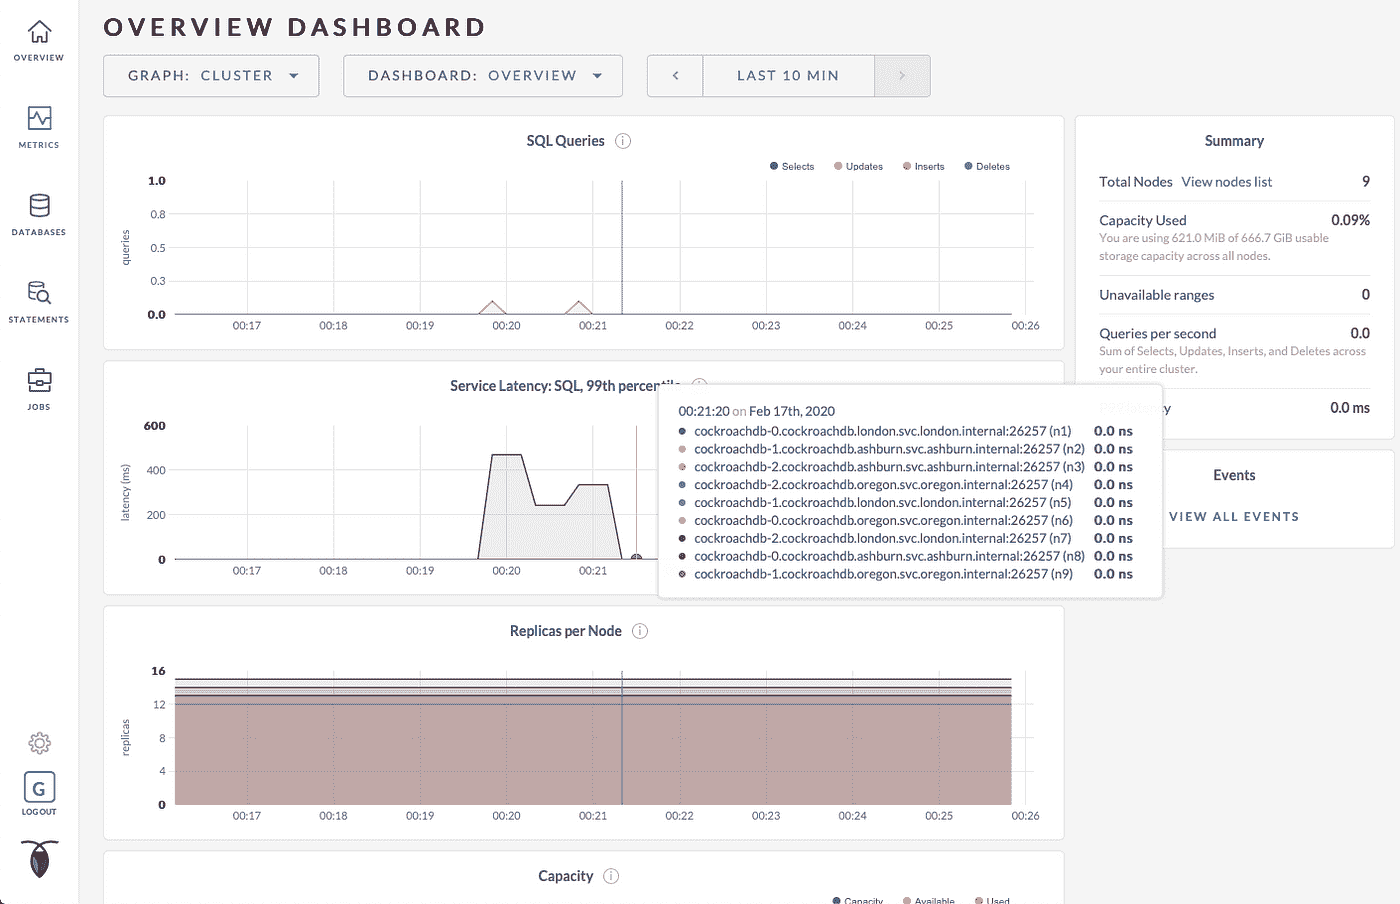 OVERVIEW DASHBOARD
OVERVIEW
METRICS
DATABASES
STATEMENTS
JOBS
G
LOGOUT
GRAPH: CLUSTER
DASHBOARD: OVERVIEW
<
LAST 10 MIN
>
SQL Queries i
Selects Updates Inserts Deletes
1.0
0.8
0.5
0.3
0.0
queries
00:17 00:18 00:19 00:20 00:21 00:22 00:23 00:24 00:25 00:26
Service Latency: SQL, 99th percentile
600
400
200
0
latency (ms)
00:17 00:18 00:19 00:20 00:21
00:21:20 on Feb 17th, 2020
cockroachdb-0.cockroachdb.london.svc.london.internal:26257 (n1) 0.0 ns
cockroachdb-1.cockroachdb.ashburn.svc.ashburn.internal:26257 (n2) 0.0 ns
cockroachdb-2.cockroachdb.ashburn.svc.ashburn.internal:26257 (n3) 0.0 ns
cockroachdb-2.cockroachdb.oregon.svc.oregon.internal:26257 (n4) 0.0 ns
cockroachdb-1.cockroachdb.london.svc.london.internal:26257 (n5) 0.0 ns
cockroachdb-0.cockroachdb.oregon.svc.oregon.internal:26257 (n6) 0.0 ns
cockroachdb-2.cockroachdb.london.svc.london.internal:26257 (n7) 0.0 ns
cockroachdb-0.cockroachdb.ashburn.svc.ashburn.internal:26257 (n8) 0.0 ns
cockroachdb-1.cockroachdb.oregon.svc.oregon.internal:26257 (n9) 0.0 ns
Replicas per Node i
16
12
8
4
0
replicas
00:17 00:18 00:19 00:20 00:21 00:22 00:23 00:24 00:25 00:26
Capacity i
Capacity Available Used
Summary
Total Nodes View nodes list 9
Capacity Used 0.09%
You are using 621.0 MiB of 666.7 GiB usable
storage capacity across all nodes.
Unavailable ranges 0
Queries per second 0.0
Sum of Selects, Updates, Inserts, and Deletes across
your entire cluster.
P99 latency 0.0 ms
Events
VIEW ALL EVENTS